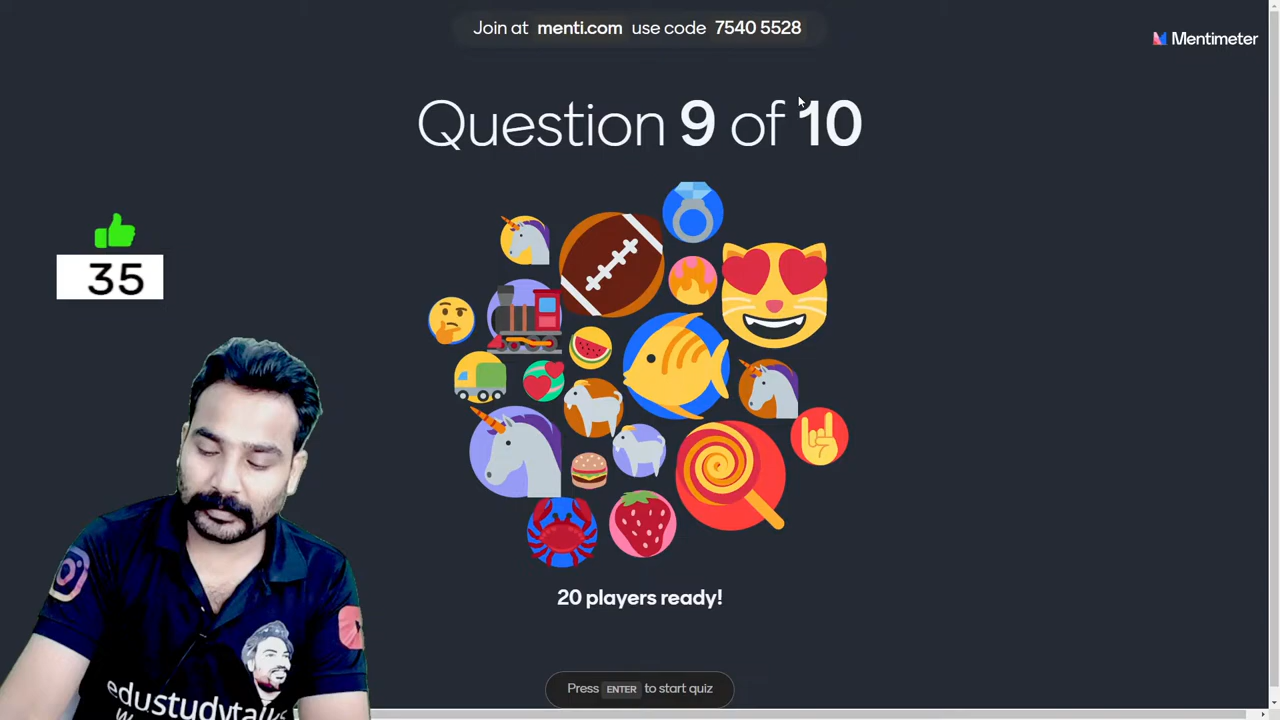 Join at menti.com use code 7540 5528
Mentimeter
Question 9 of 10
35
20 players ready!
Press ENTER to start quiz
edustudytalks